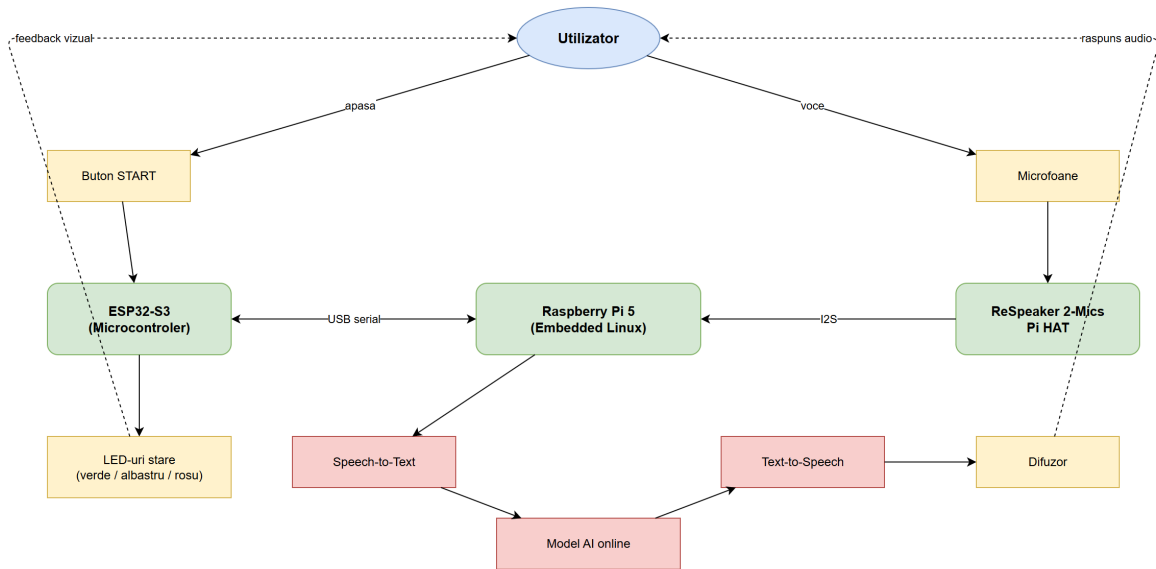 feedback vizual
Utilizator
raspuns audio
apasa
voce
Buton START
Microfoane
ESP32-S3
(Microcontroler)
USB serial
Raspberry Pi 5
(Embedded Linux)
I2S
ReSpeaker 2-Mics
Pi HAT
LED-uri stare
(verde / albastru / rosu)
Speech-to-Text
Text-to-Speech
Difuzor
Model AI online